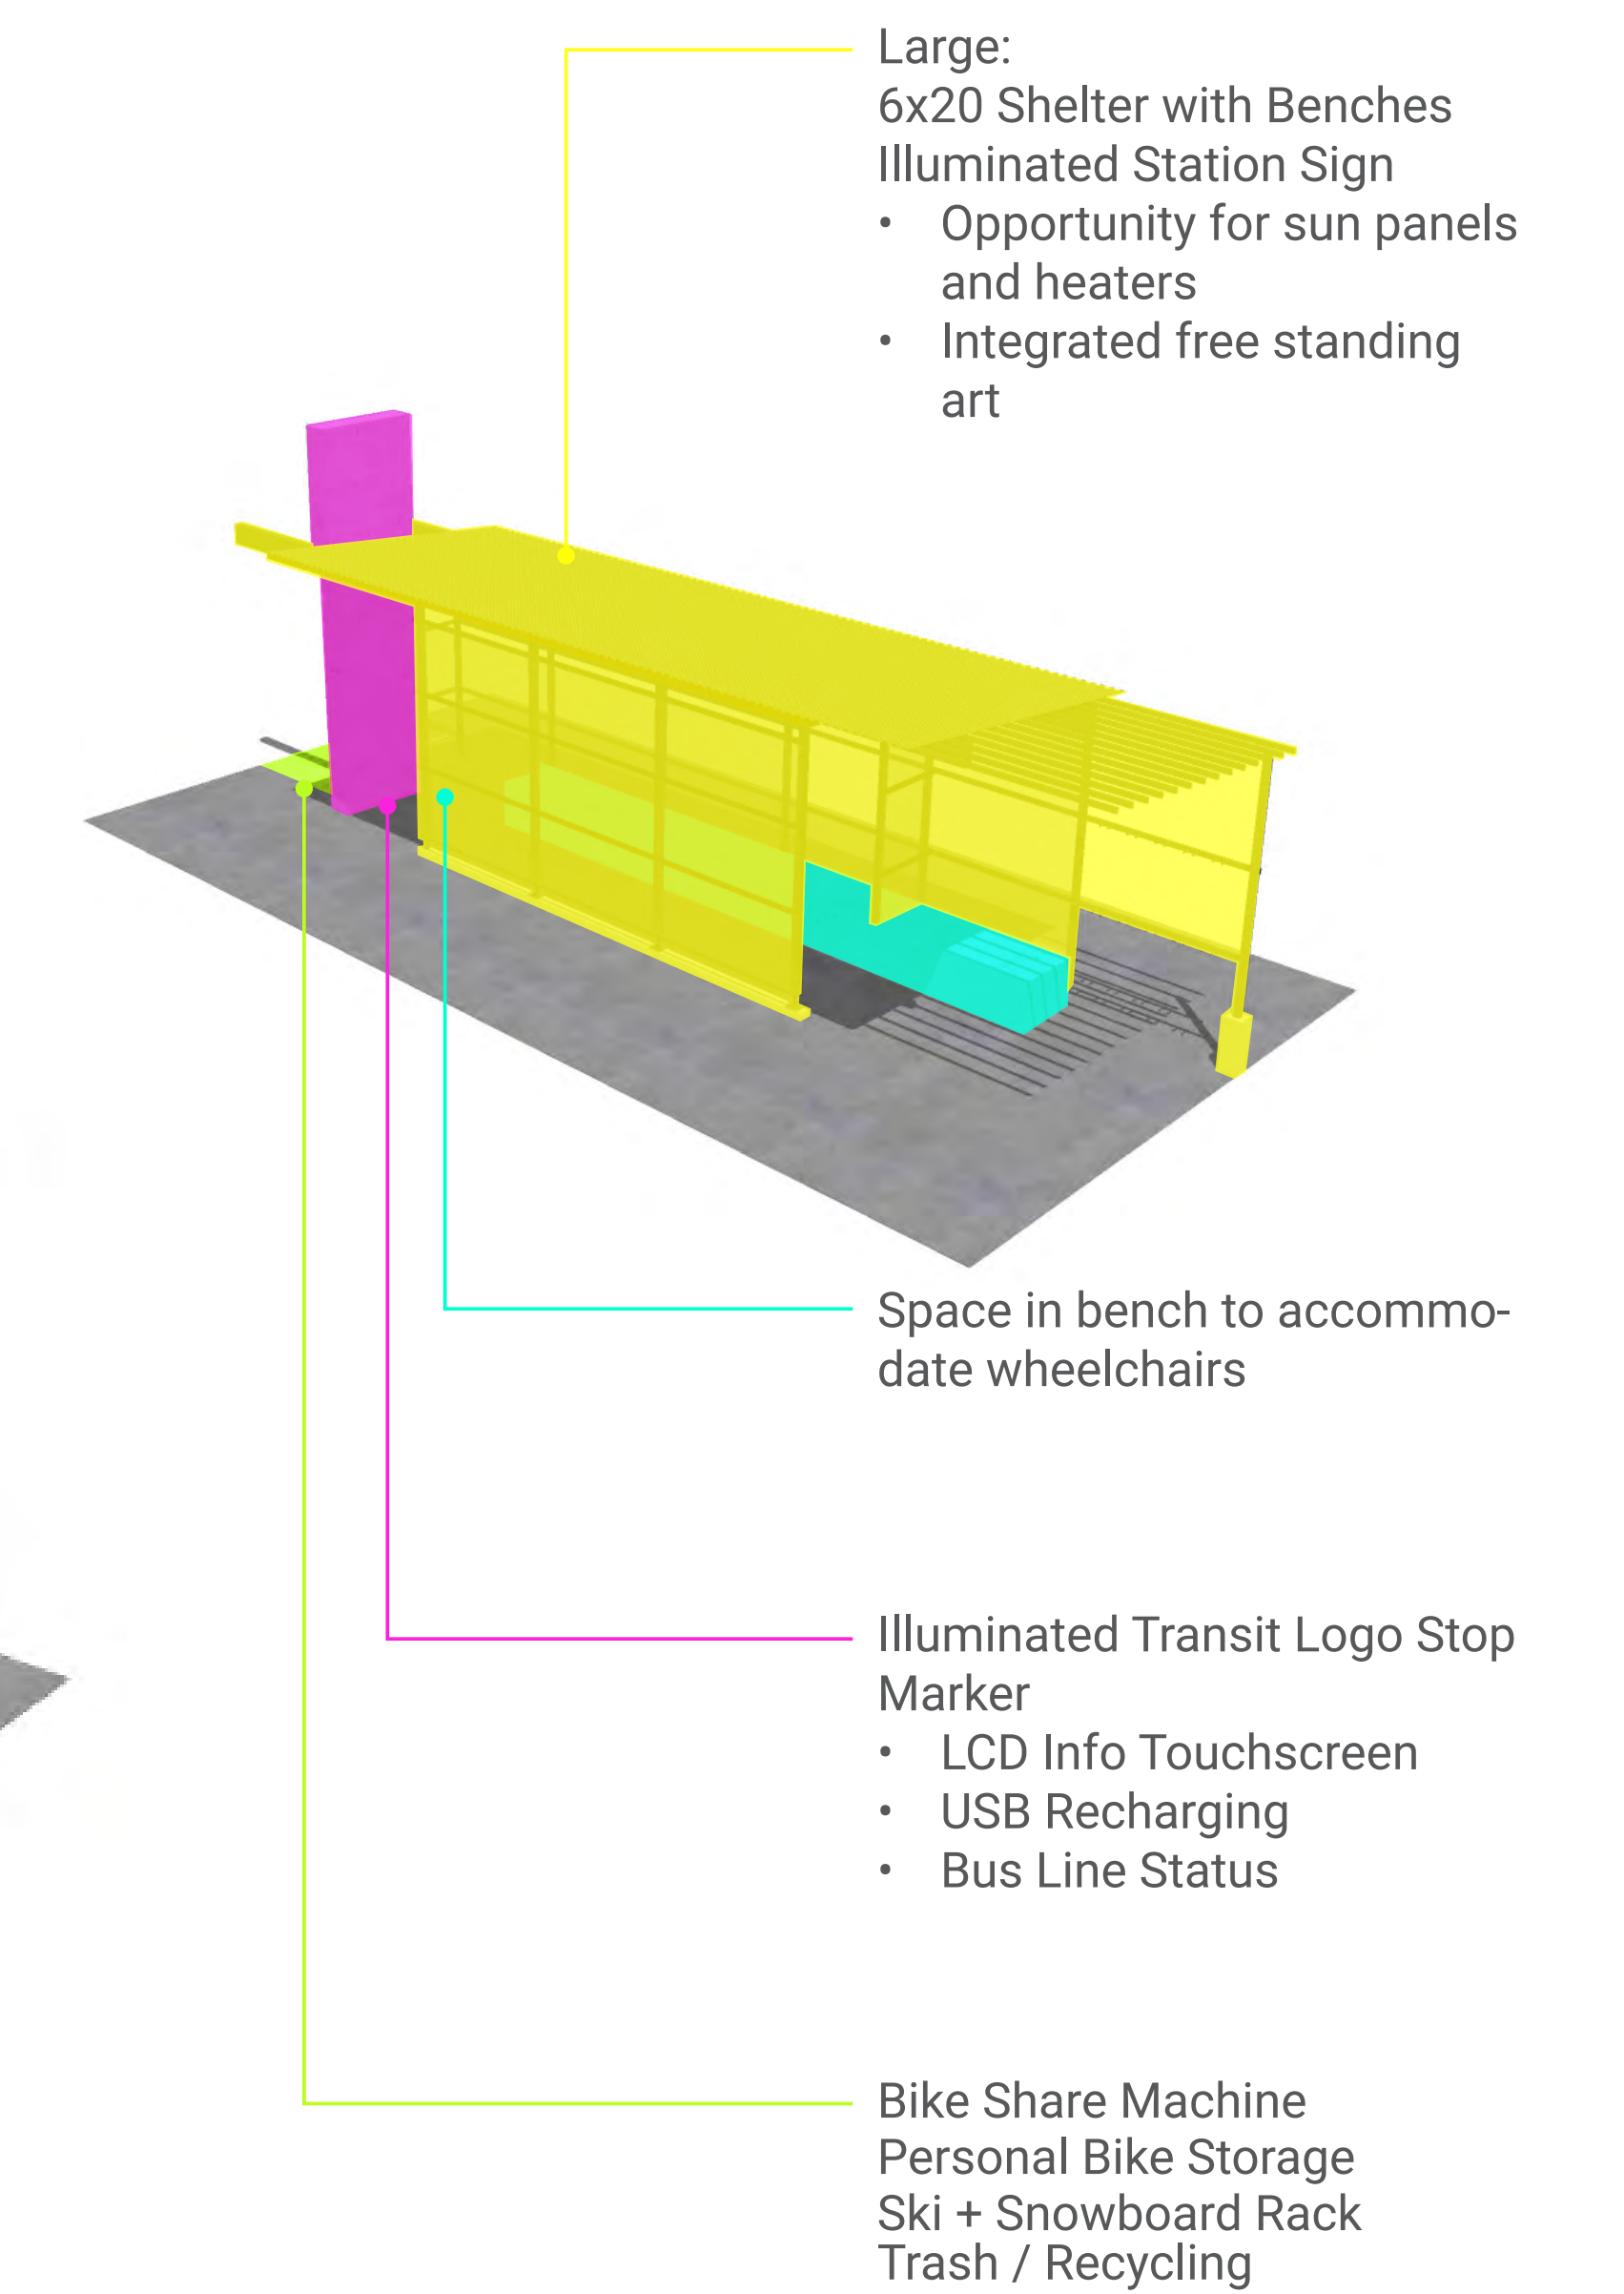 Large:
6x20 Shelter with Benches
Illuminated Station Sign
• Opportunity for sun panels
and heaters
• Integrated free standing
art
Space in bench to accommo-
date wheelchairs
Illuminated Transit Logo Stop
Marker
• LCD Info Touchscreen
• USB Recharging
• Bus Line Status
Bike Share Machine
Personal Bike Storage
Ski + Snowboard Rack
Trash / Recycling